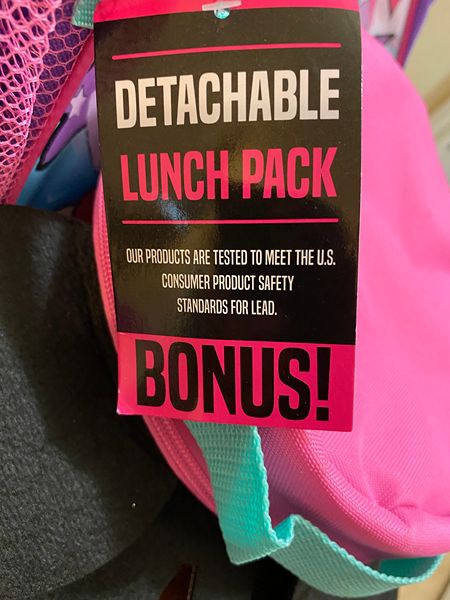 DETACHABLE
LUNCH PACK
OUR PRODUCTS ARE TESTED TO MEET THE U.S.
CONSUMER PRODUCT SAFETY
STANDARDS FOR LEAD.
BONUS!